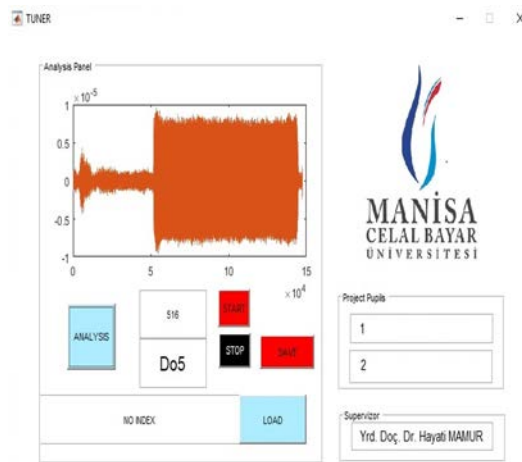 TUNER
Analysis Panel
×10^-5
1
0.5
0
-0.5
-1
0 5 10 15
×10^4
ANALYSIS
516
Do5
START
STOP
SAVE
NO INDEX
LOAD
MANİSA
CELAL BAYAR
ÜNİVERSİTESİ
Project Pupils
1
2
Supervizor
Yrd. Doç. Dr. Hayati MAMUR